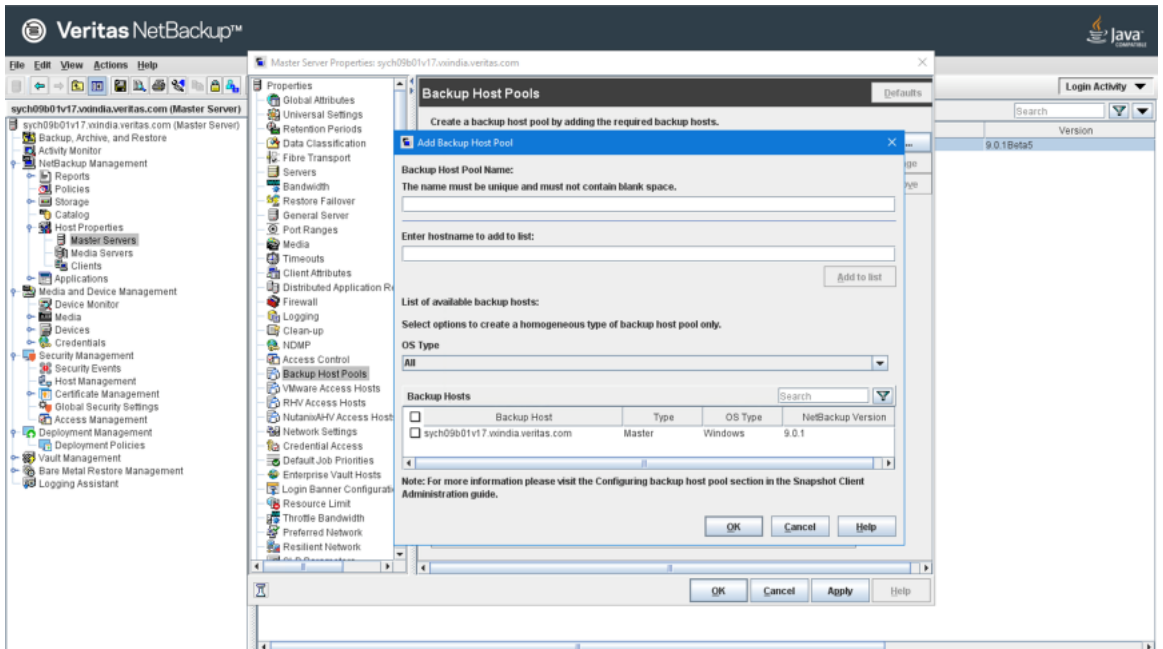 Veritas NetBackup™
Java
COMPATIBLE
File Edit View Actions Help
Login Activity
sych09b01v17.vxindia.veritas.com (Master Server)
sych09b01v17.vxindia.veritas.com (Master Server)
Backup, Archive, and Restore
Activity Monitor
NetBackup Management
Reports
Policies
Storage
Catalog
Host Properties
Master Servers
Media Servers
Clients
Applications
Media and Device Management
Device Monitor
Media
Devices
Credentials
Security Management
Security Events
Host Management
Certificate Management
Global Security Settings
Access Management
Deployment Management
Deployment Policies
Vault Management
Bare Metal Restore Management
Logging Assistant
Master Server Properties: sych09b01v17.vxindia.veritas.com
Properties
Global Attributes
Universal Settings
Retention Periods
Data Classification
Fibre Transport
Servers
Bandwidth
Restore Failover
General Server
Port Ranges
Media
Timeouts
Client Attributes
Distributed Application Re
Firewall
Logging
Clean-up
NDMP
Access Control
Backup Host Pools
VMware Access Hosts
RHV Access Hosts
NutanixAHV Access Host
Network Settings
Credential Access
Default Job Priorities
Enterprise Vault Hosts
Login Banner Configurati
Resource Limit
Throttle Bandwidth
Preferred Network
Resilient Network
Backup Host Pools
Defaults
Create a backup host pool by adding the required backup hosts.
Add Backup Host Pool
Backup Host Pool Name:
The name must be unique and must not contain blank space.
Enter hostname to add to list:
Add to list
List of available backup hosts:
Select options to create a homogeneous type of backup host pool only.
OS Type
All
Backup Hosts
Search
Backup Host Type OS Type NetBackup Version
sych09b01v17.vxindia.veritas.com Master Windows 9.0.1
Note: For more information please visit the Configuring backup host pool section in the Snapshot Client
Administration guide.
OK Cancel Help
OK Cancel Apply Help
Search
Version
9.0.1Beta5